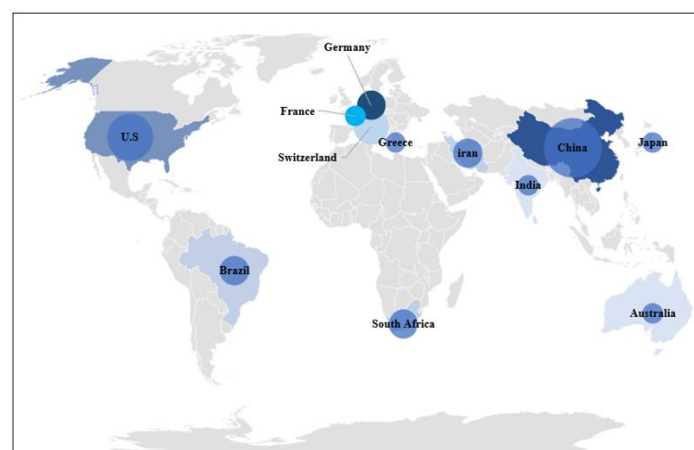 Germany
France
U.S
Switzerland
Greece
iran
China
Japan
India
Brazil
South Africa
Australia